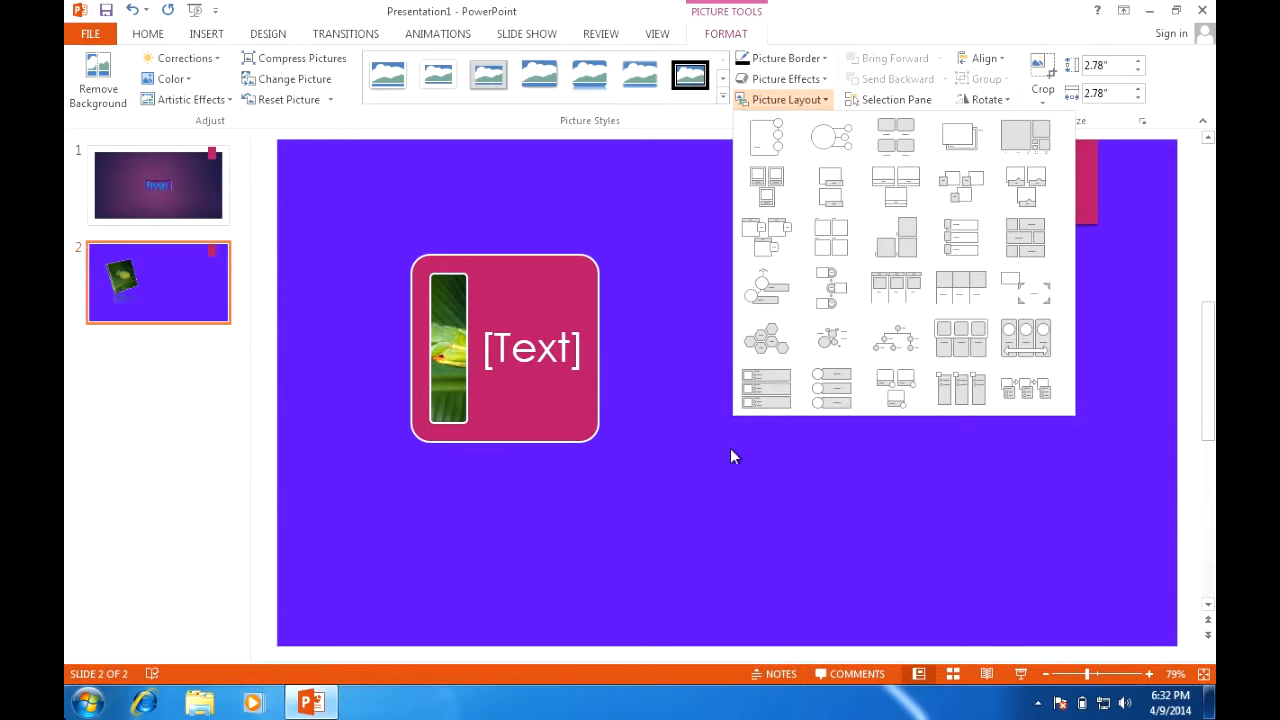 Presentation1 - PowerPoint
PICTURE TOOLS
?
FILE
HOME
INSERT
DESIGN
TRANSITIONS
ANIMATIONS
SLIDE SHOW
REVIEW
VIEW
FORMAT
Sign in
Remove
Background
Corrections
Color
Artistic Effects
Compress Pictures
Change Picture
Reset Picture
Adjust
Picture Styles
Picture Border
Picture Effects
Picture Layout
Bring Forward
Send Backward
Selection Pane
Align
Group
Rotate
Crop
2.78"
2.78"
ze
1
Frogs
2
[Text]
SLIDE 2 OF 2
NOTES
COMMENTS
79%
6:32 PM
4/9/2014